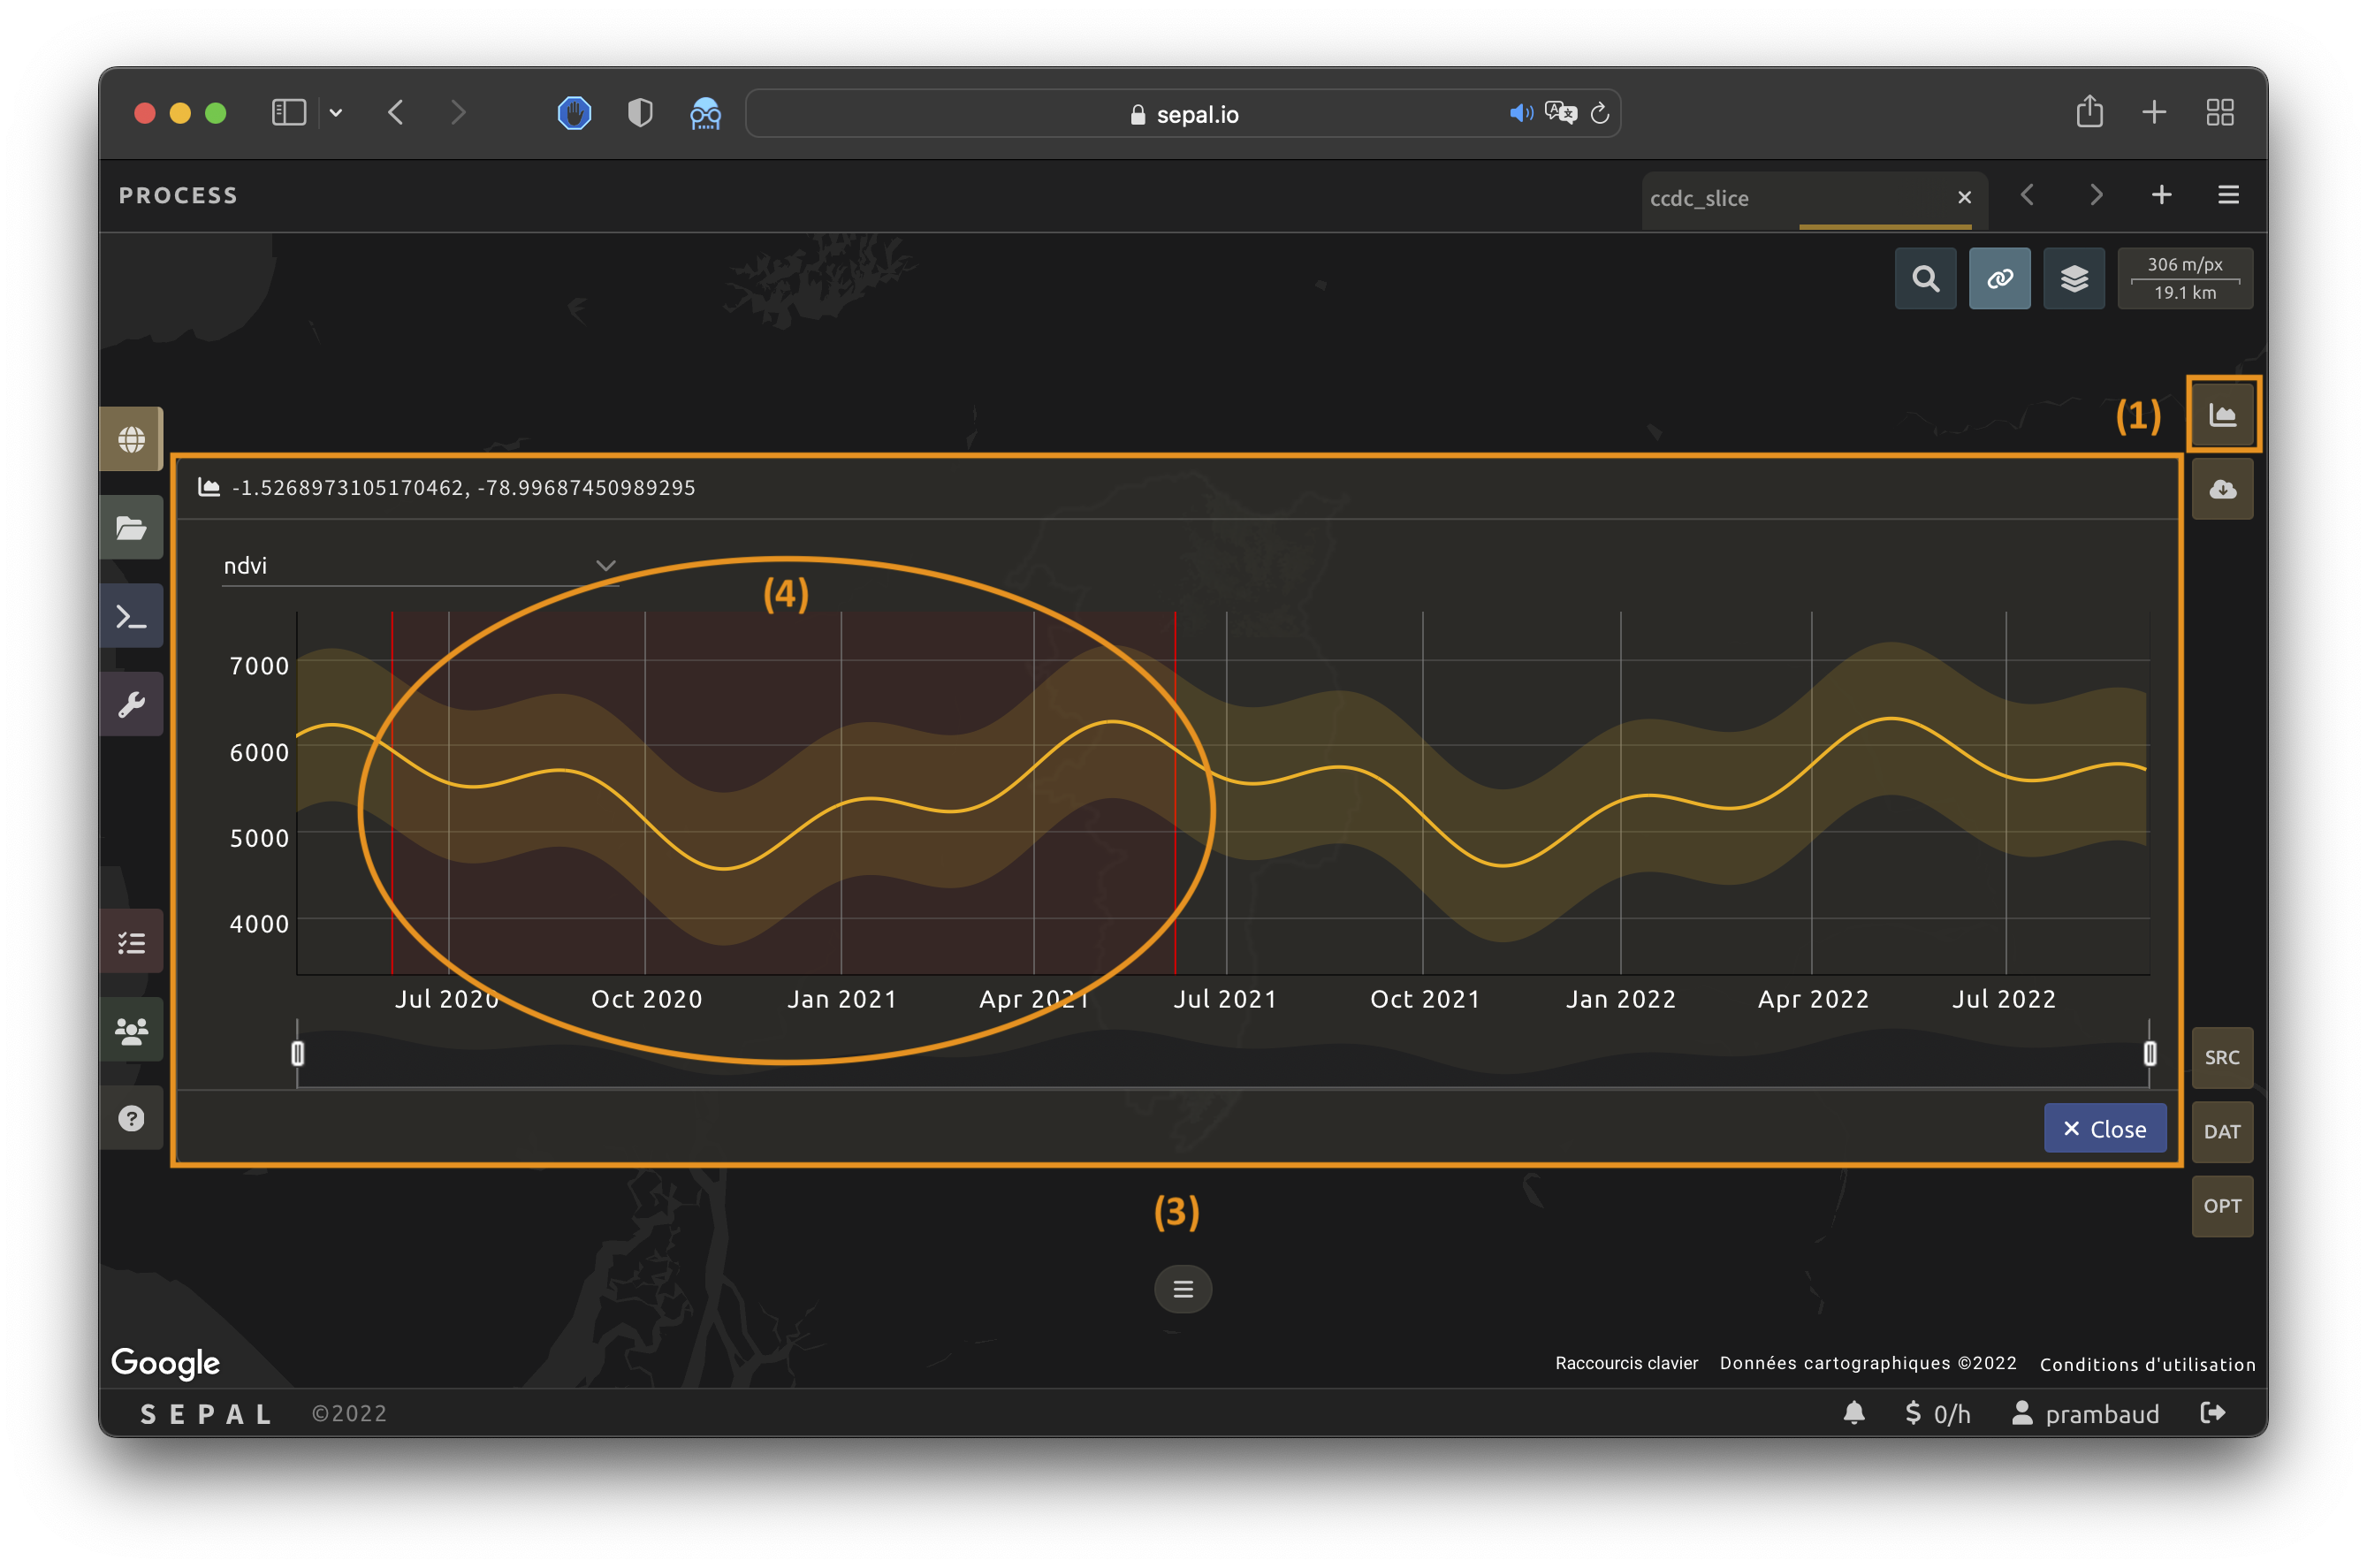 sepal.io
PROCESS
ccdc_slice
306 m/px
19.1 km
(1)
-1.5268973105170462, -78.99687450989295
ndvi
(4)
7000
6000
5000
4000
Jul 2020 Oct 2020 Jan 2021 Apr 2021 Jul 2021 Oct 2021 Jan 2022 Apr 2022 Jul 2022
SRC
Close
DAT
OPT
(3)
Google
Raccourcis clavier Données cartographiques ©2022 Conditions d'utilisation
SEPAL ©2022
$ 0/h prambaud